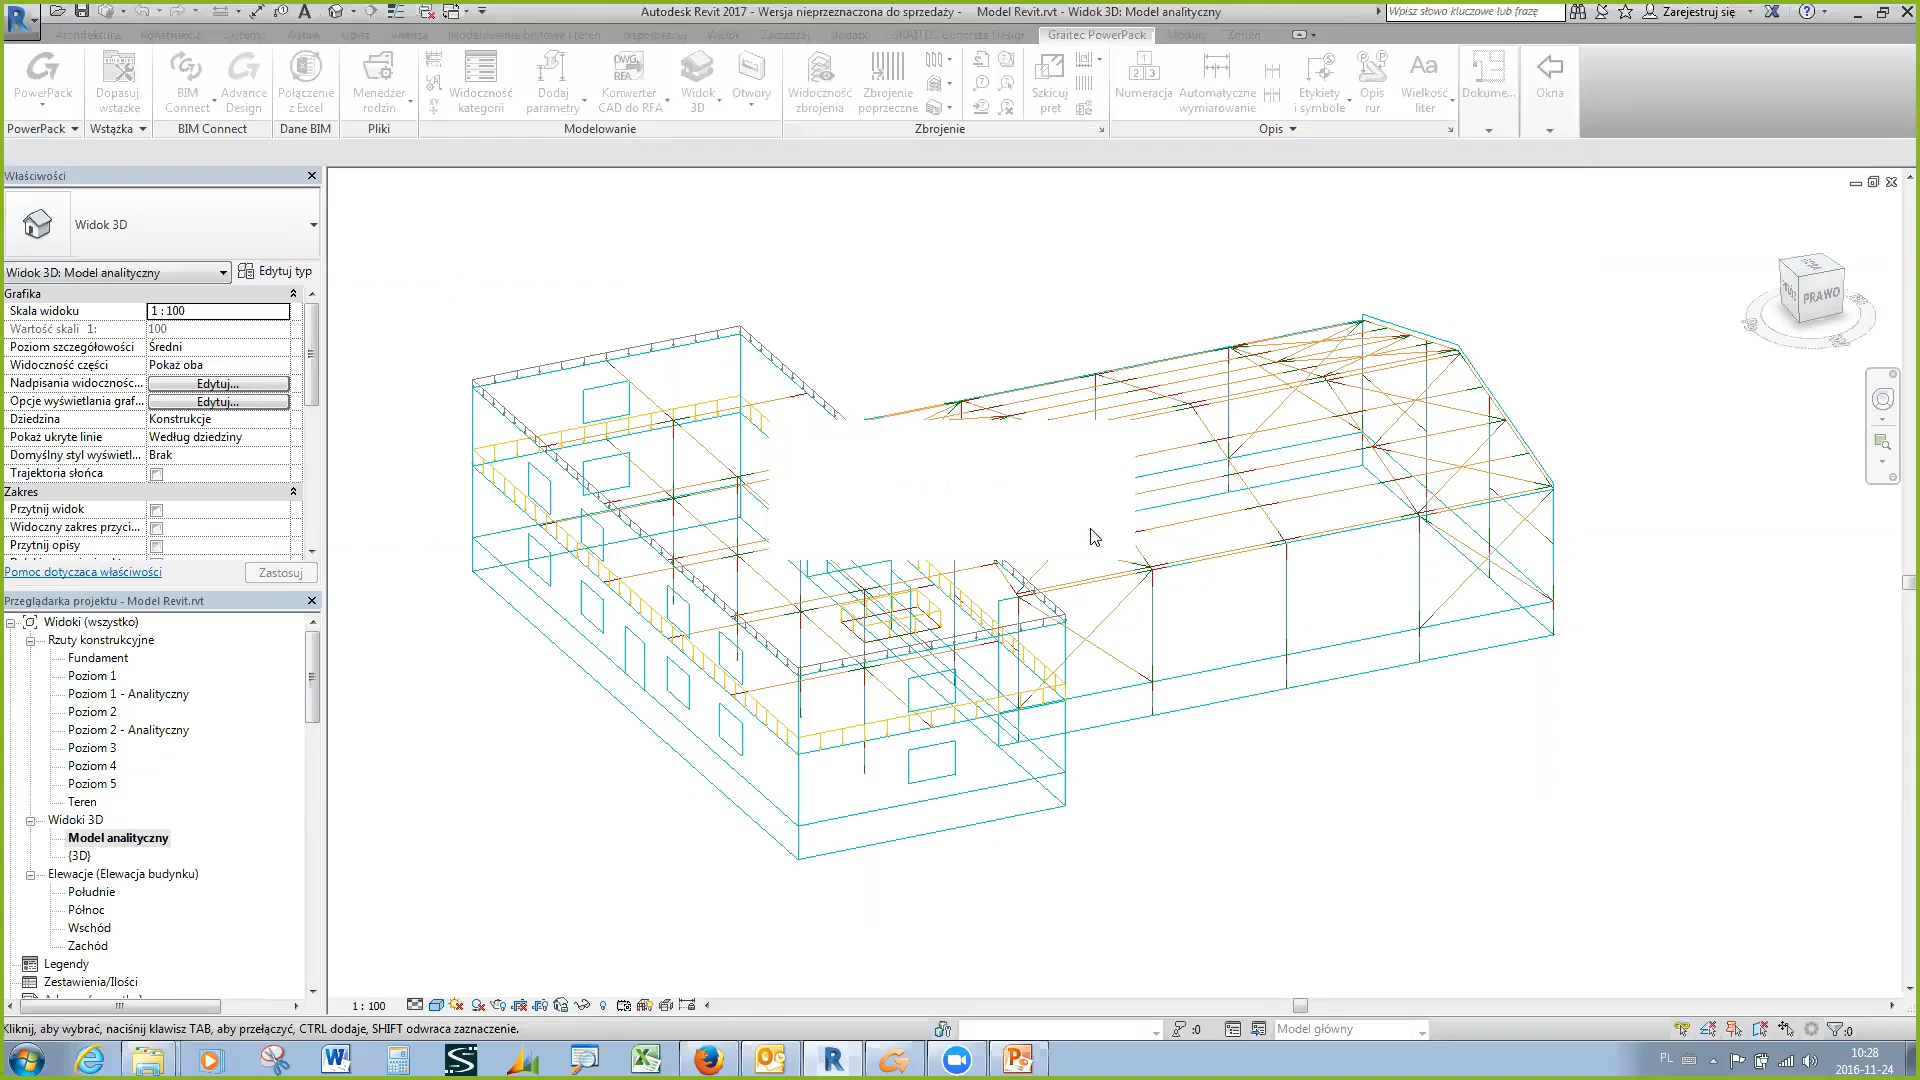 Autodesk Revit 2017 - Wersja nieprzeznaczona do sprzedaży - Model Revit.rvt - Widok 3D: Model analityczny
Wpisz słowo kluczowe lub frazę
Zarejestruj się
Graitec PowerPack
PowerPack
Dopasuj wstążkę
BIM Connect
Advance Design
Połączenie z Excel
Menedżer rodzin
Widoczność kategorii
Dodaj parametry
Konwerter CAD do RFA
Widok 3D
Otwory
Widoczność zbrojenia
Zbrojenie poprzeczne
Szkicuj pręt
Numeracja
Automatyczne wymiarowanie
Etykiety i symbole
Opis rur
Wielkość liter
Dokume...
Okna
PowerPack
Wstążka
BIM Connect
Dane BIM
Pliki
Modelowanie
Zbrojenie
Opis
Właściwości
Widok 3D
Widok 3D: Model analityczny
Edytuj typ
Grafika
Skala widoku 1 : 100
Wartość skali 1: 100
Poziom szczegółowości Średni
Widoczność części Pokaż oba
Nadpisania widocznośc... Edytuj...
Opcje wyświetlania graf... Edytuj...
Dziedzina Konstrukcje
Pokaż ukryte linie Według dziedziny
Domyślny styl wyświetl... Brak
Trajektoria słońca
Zakres
Przytnij widok
Widoczny zakres przyci...
Przytnij opisy
Pomoc dotycząca właściwości
Zastosuj
Przeglądarka projektu - Model Revit.rvt
Widoki (wszystko)
Rzuty konstrukcyjne
Fundament
Poziom 1
Poziom 1 - Analityczny
Poziom 2
Poziom 2 - Analityczny
Poziom 3
Poziom 4
Poziom 5
Teren
Widoki 3D
Model analityczny
{3D}
Elewacje (Elewacja budynku)
Południe
Północ
Wschód
Zachód
Legendy
Zestawienia/Ilości
PRAWO
1 : 100
Kliknij, aby wybrać, naciśnij klawisz TAB, aby przełączyć, CTRL dodaje, SHIFT odwraca zaznaczenie.
:0
Model główny
:0
PL
10:28
2016-11-24